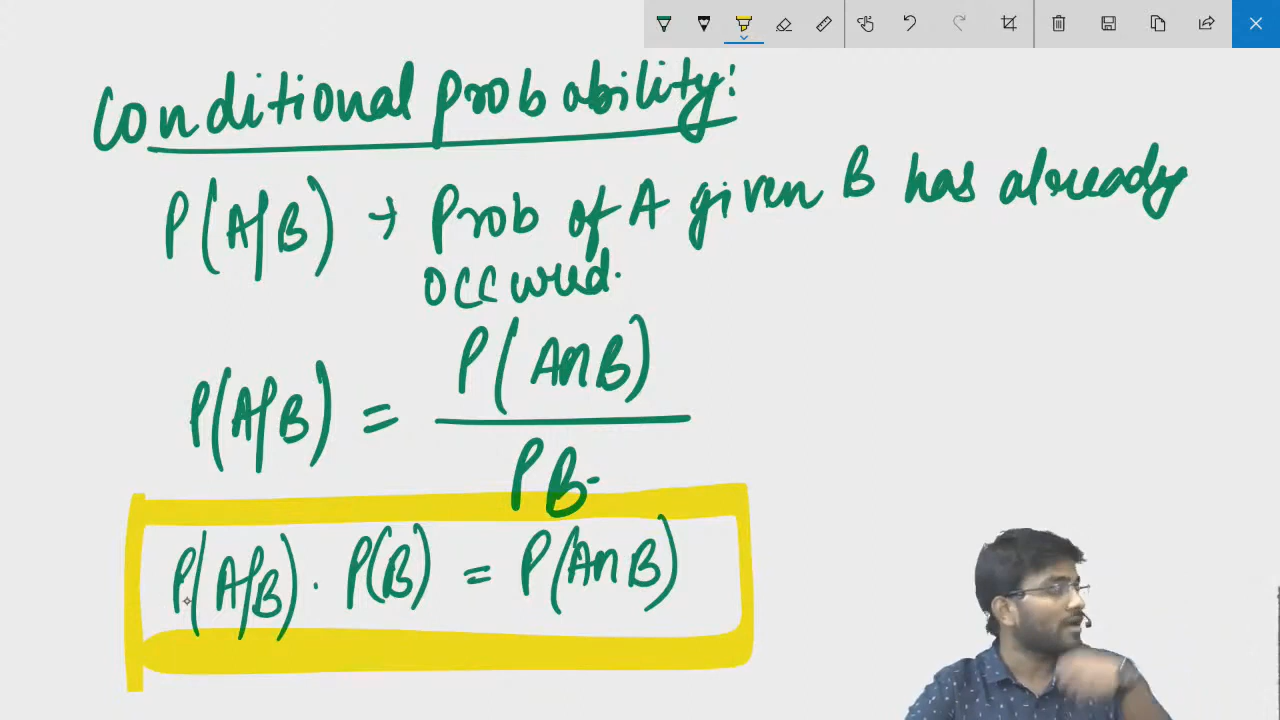 Conditional probability:
P(A/B) → Prob of A given B has already
occured.
P(A/B) = P(A∩B)
PB
P(A/B) . P(B) = P(A∩B)